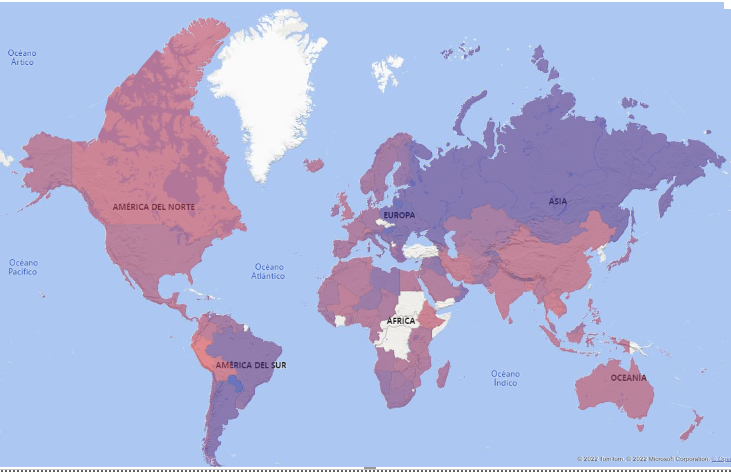 Océano
Ártico
AMÉRICA DEL NORTE
EUROPA
ASIA
Océano
Pacífico
Océano
Atlántico
ÁFRICA
AMÉRICA DEL SUR
Océano
Índico
OCEANÍA
© 2022 TomTom, © 2022 Microsoft Corporation,